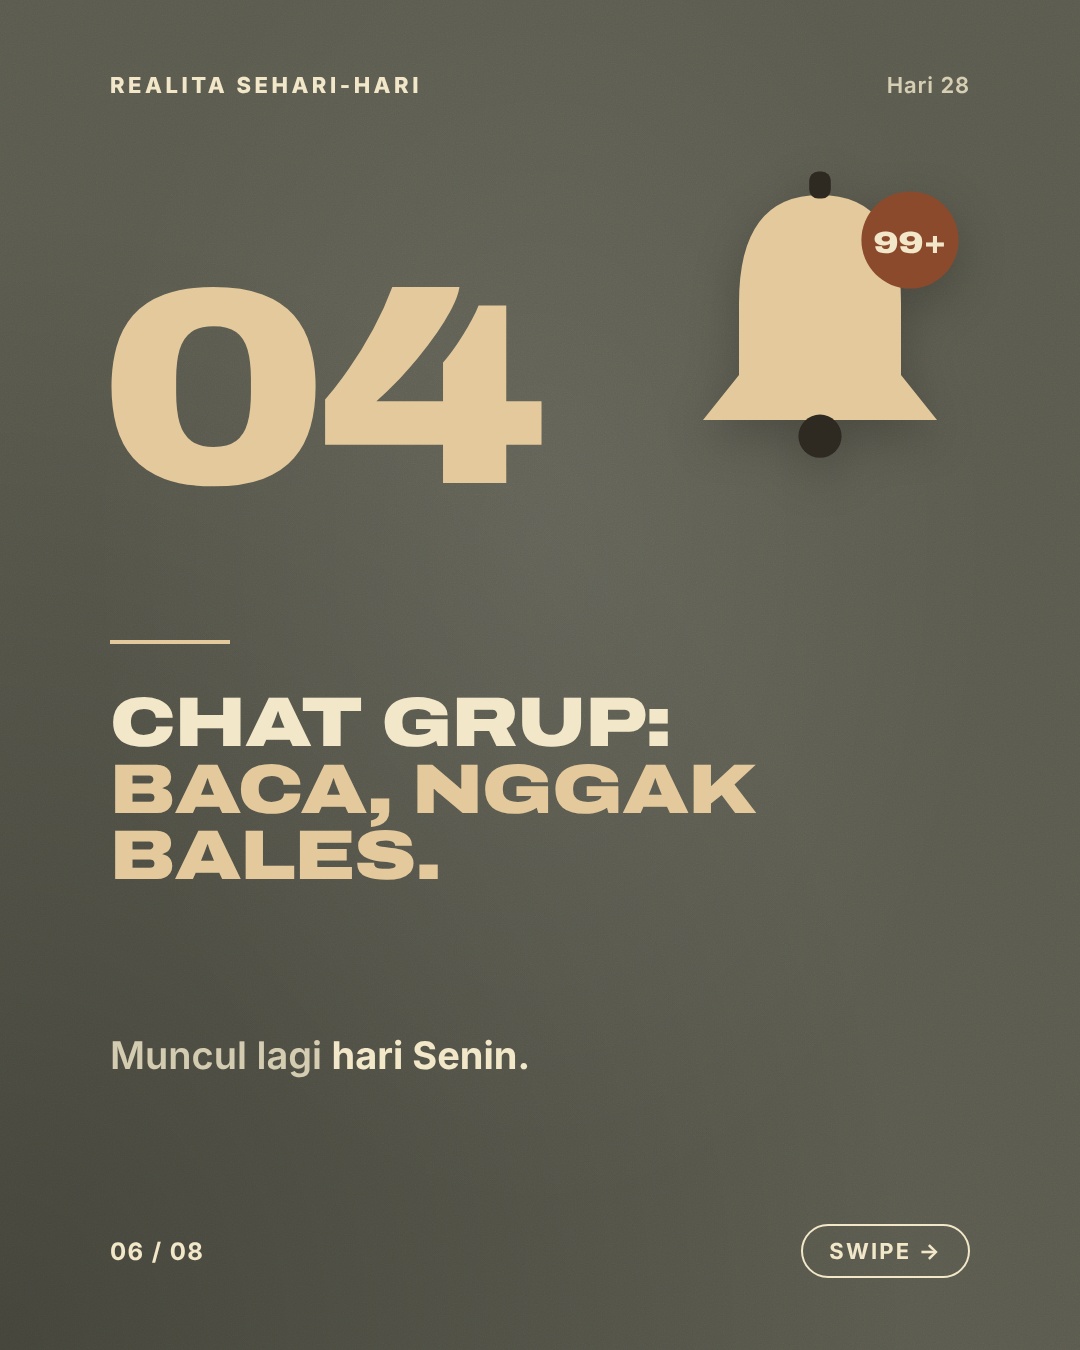 REALITA SEHARI-HARI
Hari 28
99+
04
CHAT GRUP:
BACA, NGGAK
BALES.
Muncul lagi hari Senin.
06 / 08
SWIPE →